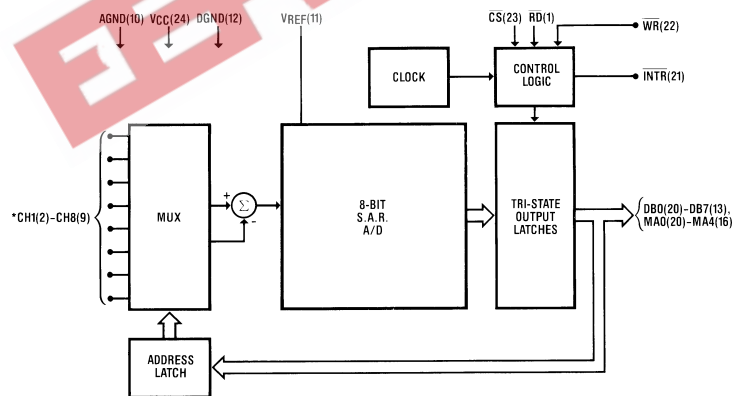 AGND(10) VCC(24) DGND(12)
VREF(11)
CS(23) RD(1)
WR(22)
CLOCK
CONTROL
LOGIC
INTR(21)
*CH1(2)-CH8(9)
MUX
+
Σ
-
8-BIT
S.A.R.
A/D
TRI-STATE
OUTPUT
LATCHES
DB0(20)-DB7(13),
MA0(20)-MA4(16)
ADDRESS
LATCH